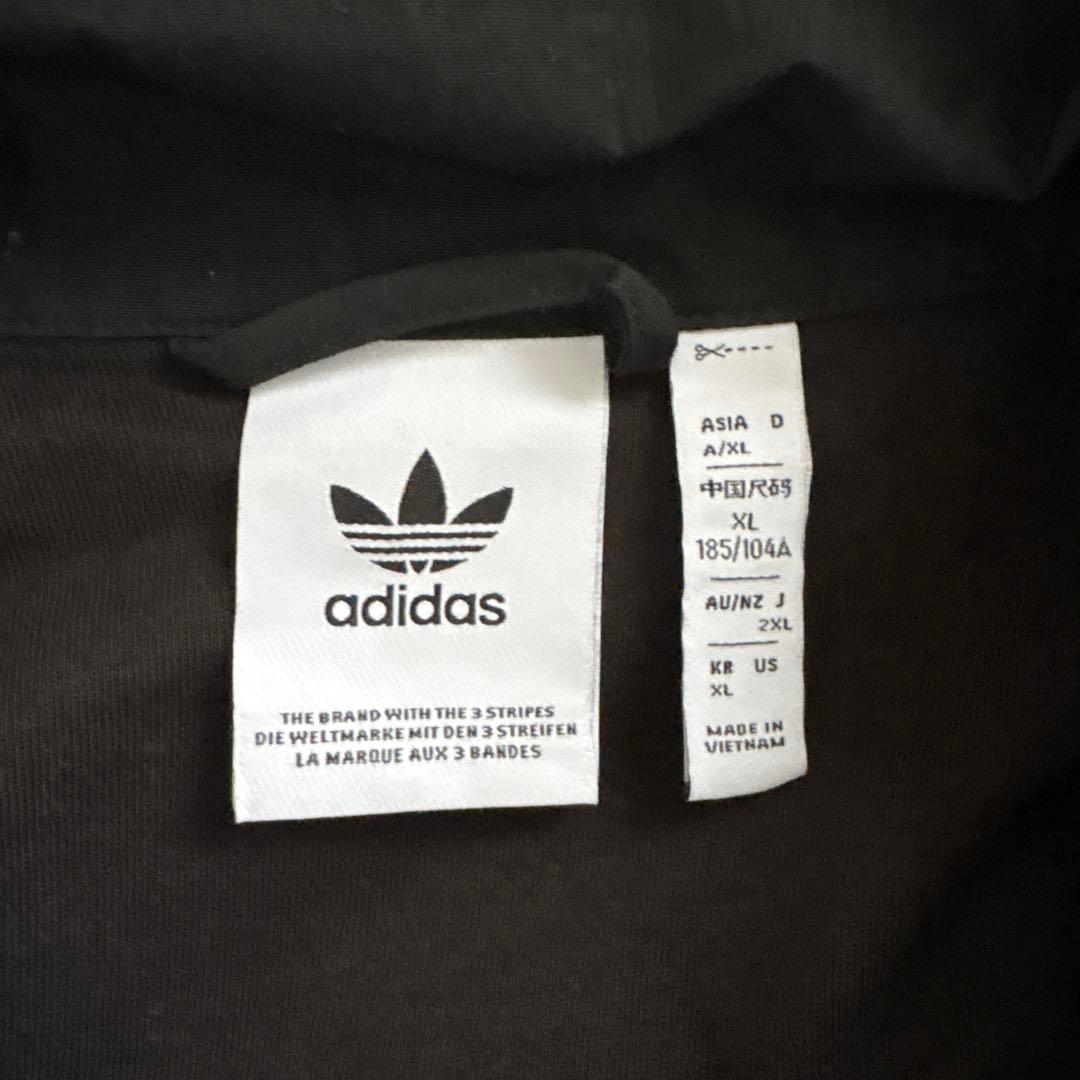 adidas
THE BRAND WITH THE 3 STRIPES
DIE WELTMARKE MIT DEN 3 STREIFEN
LA MARQUE AUX 3 BANDES
ASIA D
A/XL
中国尺码
XL
185/104A
AU/NZ J
2XL
KR US
XL
MADE IN
VIETNAM